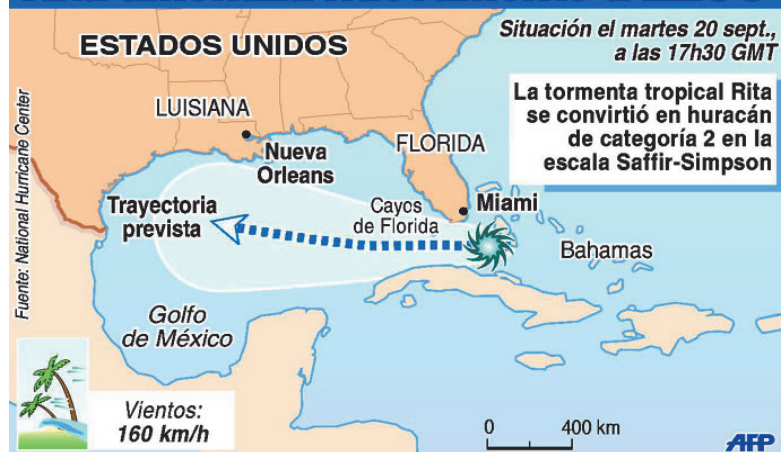 ESTADOS UNIDOS
Situación el martes 20 sept.,
a las 17h30 GMT
La tormenta tropical Rita
se convirtió en huracán
de categoría 2 en la
escala Saffir-Simpson
Fuente: National Hurricane Center
LUISIANA
Nueva
Orleans
FLORIDA
Trayectoria
prevista
Cayos
de Florida
Miami
Bahamas
Golfo
de México
Vientos:
160 km/h
0 400 km
AFP